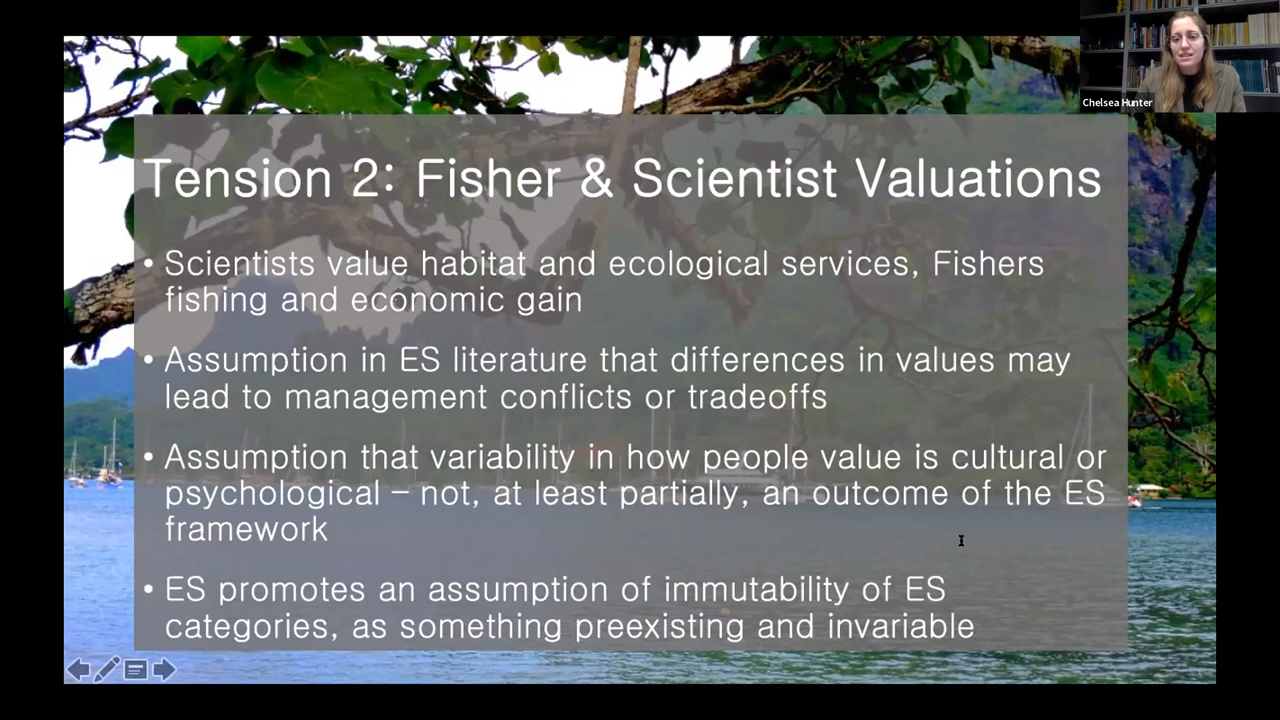 Chelsea Hunter
Tension 2: Fisher & Scientist Valuations
• Scientists value habitat and ecological services, Fishers
fishing and economic gain
• Assumption in ES literature that differences in values may
lead to management conflicts or tradeoffs
• Assumption that variability in how people value is cultural or
psychological – not, at least partially, an outcome of the ES
framework
• ES promotes an assumption of immutability of ES
categories, as something preexisting and invariable